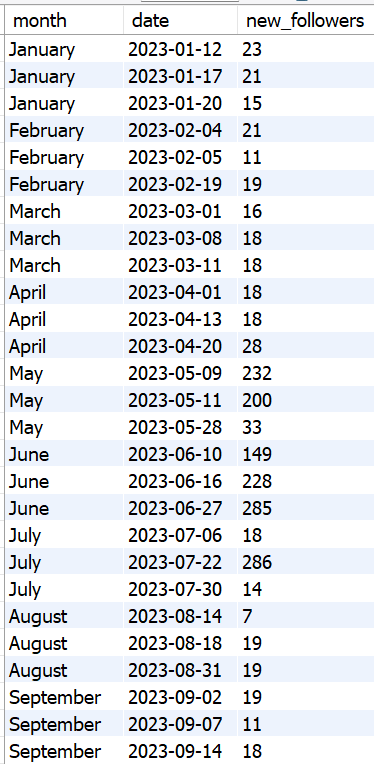 month date new_followers
January 2023-01-12 23
January 2023-01-17 21
January 2023-01-20 15
February 2023-02-04 21
February 2023-02-05 11
February 2023-02-19 19
March 2023-03-01 16
March 2023-03-08 18
March 2023-03-11 18
April 2023-04-01 18
April 2023-04-13 18
April 2023-04-20 28
May 2023-05-09 232
May 2023-05-11 200
May 2023-05-28 33
June 2023-06-10 149
June 2023-06-16 228
June 2023-06-27 285
July 2023-07-06 18
July 2023-07-22 286
July 2023-07-30 14
August 2023-08-14 7
August 2023-08-18 19
August 2023-08-31 19
September 2023-09-02 19
September 2023-09-07 11
September 2023-09-14 18